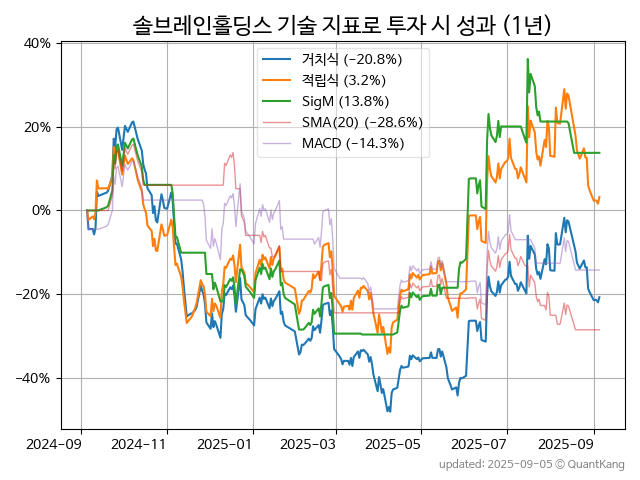 솔브레인홀딩스 기술 지표로 투자 시 성과 (1년)
40%
20%
0%
−20%
−40%
거치식 (−20.8%)
적립식 (3.2%)
SigM (13.8%)
SMA(20) (−28.6%)
MACD (−14.3%)
2024-09
2024-11
2025-01
2025-03
2025-05
2025-07
2025-09
updated: 2025-09-05 © QuantKang